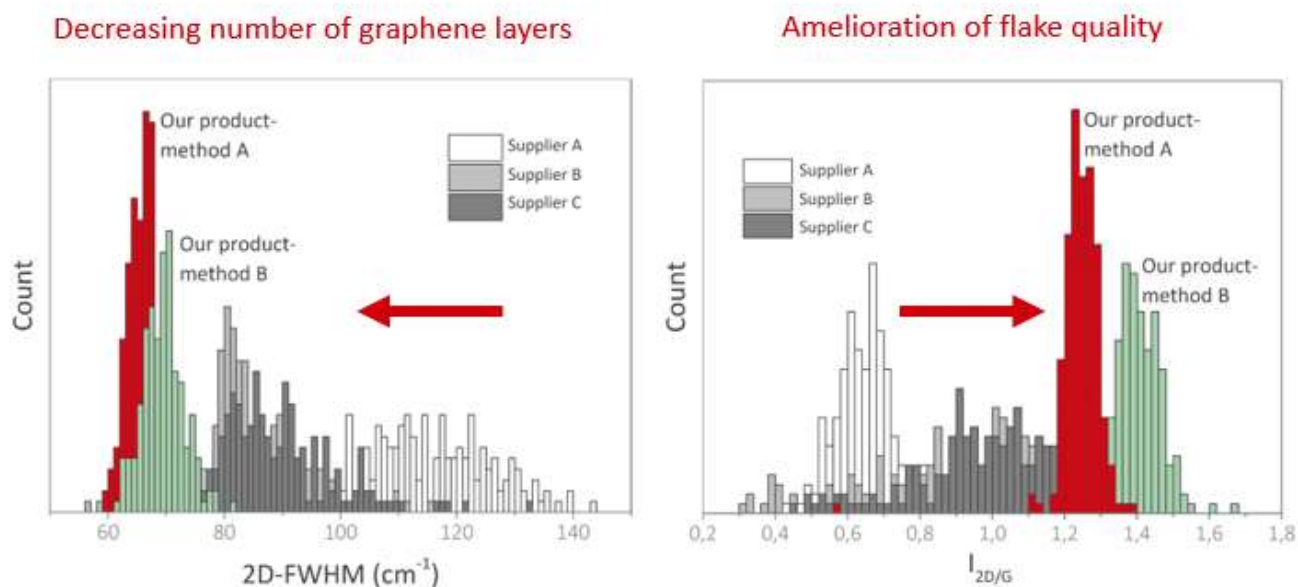 Decreasing number of graphene layers
Our product-
method A
Our product-
method B
Supplier A
Supplier B
Supplier C
Count
60
80
100
120
140
2D-FWHM (cm⁻¹)
Amelioration of flake quality
Our product-
method A
Supplier A
Supplier B
Supplier C
Our product-
method B
Count
0,2
0,4
0,6
0,8
1,0
1,2
1,4
1,6
1,8
I2D/G